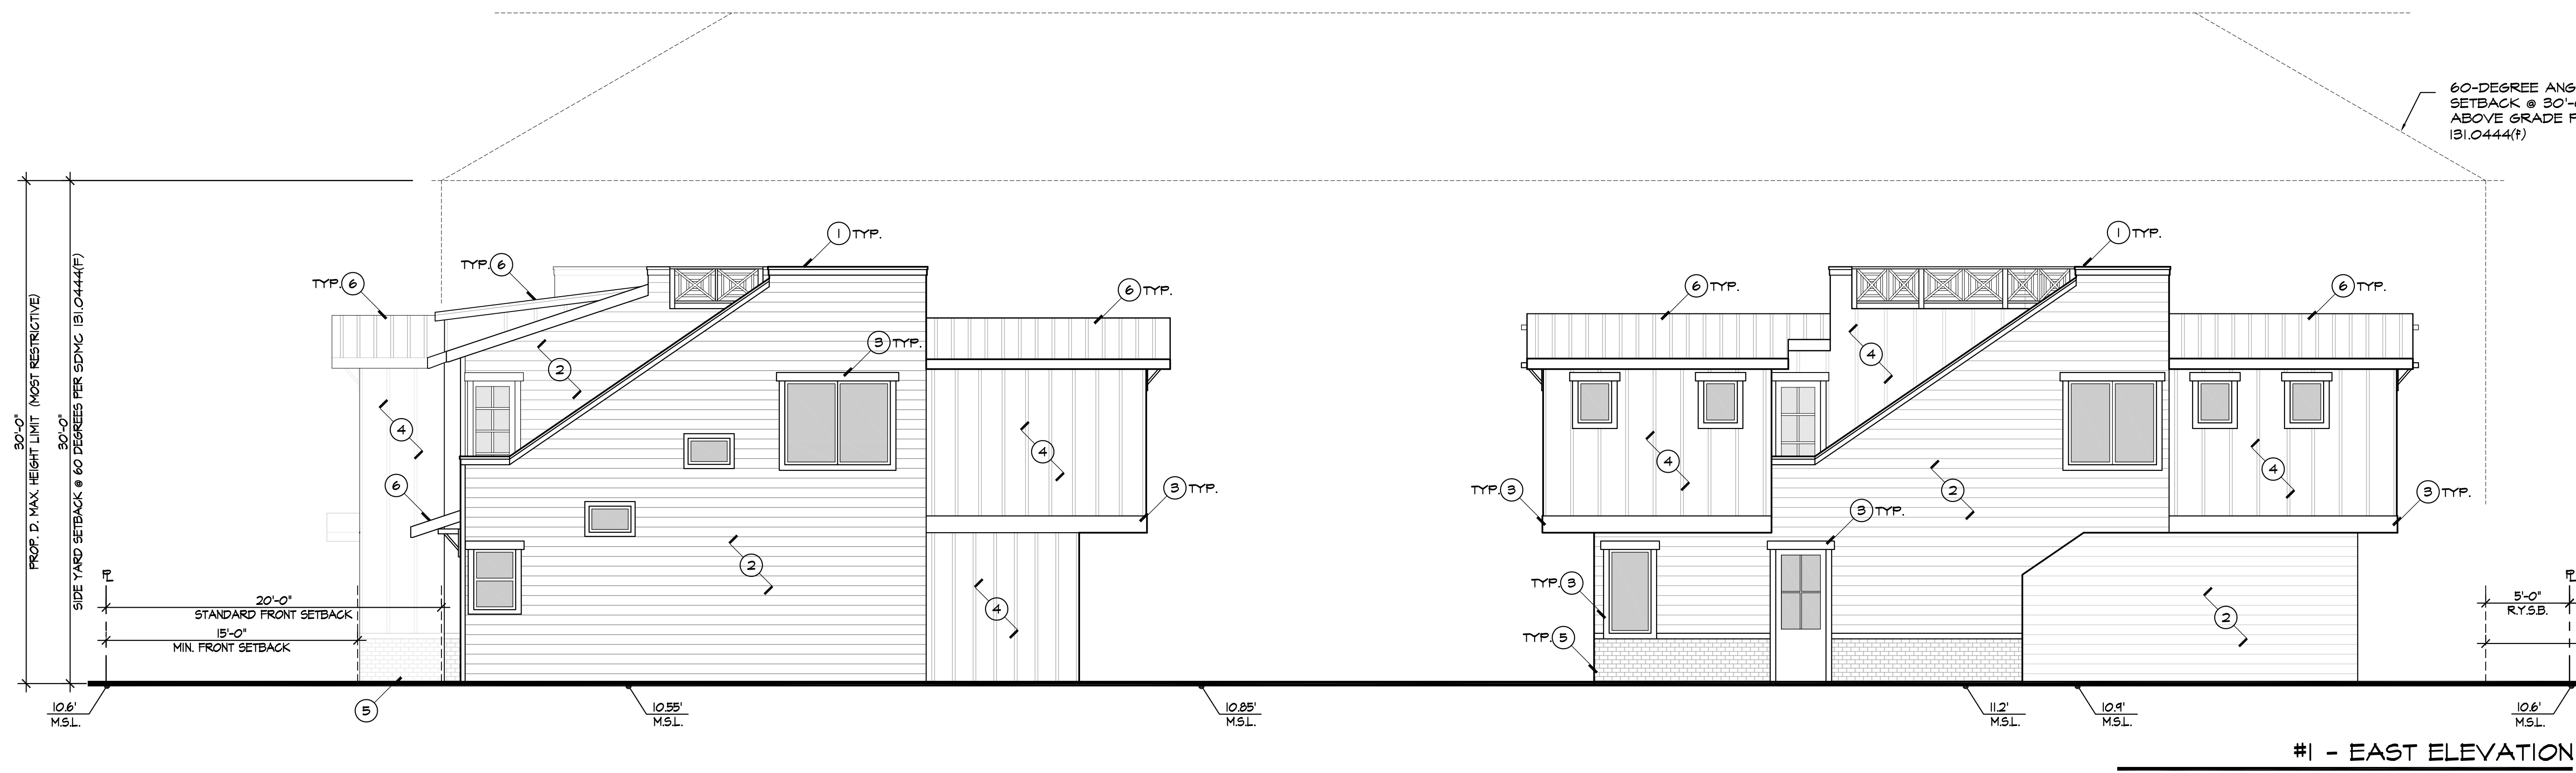 60-DEGREE ANG
SETBACK @ 30'-
ABOVE GRADE
131.0444(f)
30'-0"
PROP. D. MAX. HEIGHT LIMIT (MOST RESTRICTIVE)
30'-0"
SIDE YARD SETBACK @ 60 DEGREES PER SDMC 131.0444(F)
TYP. 6
TYP. 6
1 TYP.
6 TYP.
3 TYP.
2
4
4
6
3 TYP.
2
4
1 TYP.
6 TYP.
6 TYP.
4
4
4
TYP. 3
2
3 TYP.
3 TYP.
TYP. 3
TYP. 5
2
PL
20'-0"
STANDARD FRONT SETBACK
15'-0"
MIN. FRONT SETBACK
5'-0"
R.Y.S.B.
5
10.6'
M.S.L.
10.55'
M.S.L.
10.85'
M.S.L.
11.2'
M.S.L.
10.9'
M.S.L.
10.6'
M.S.L.
#1 - EAST ELEVATION